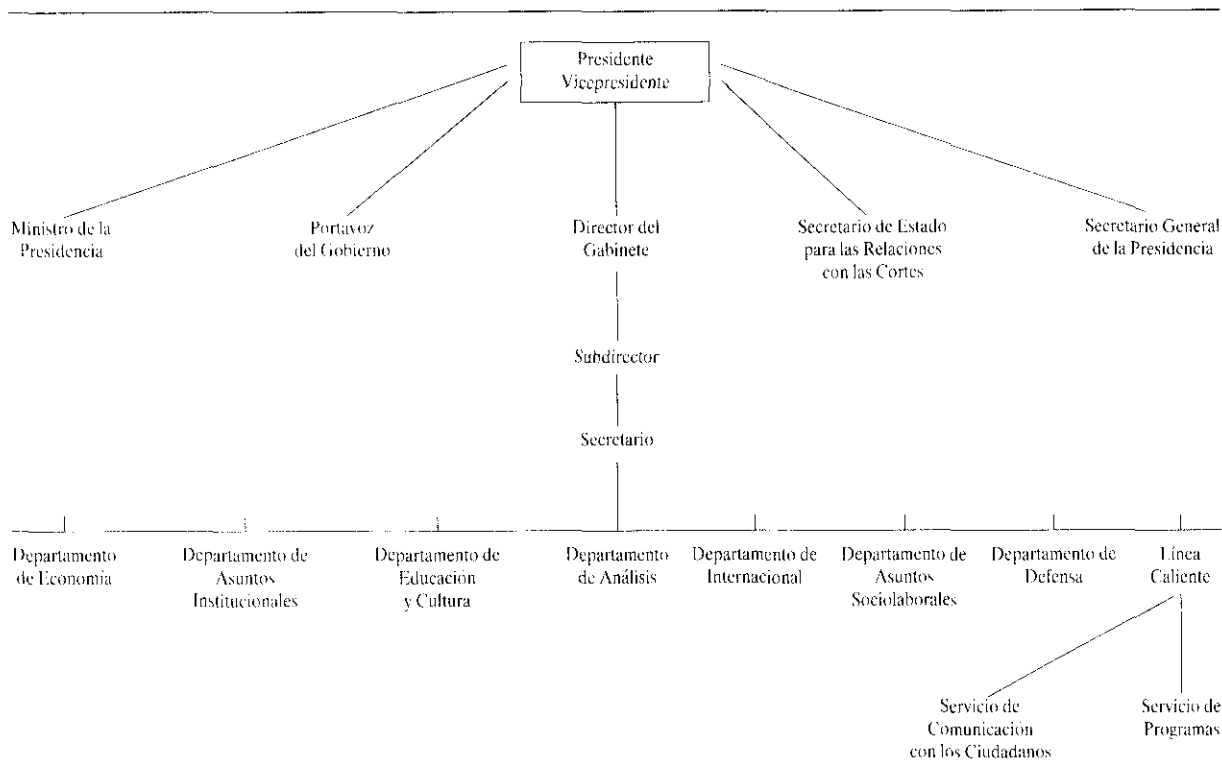 Presidente
Vicepresidente
Ministro de la
Presidencia
Portavoz
del Gobierno
Director del
Gabinete
Secretario de Estado
para las Relaciones
con las Cortes
Secretario General
de la Presidencia
Subdirector
Secretario
Departamento
de Economía
Departamento de
Asuntos
Institucionales
Departamento de
Educación
y Cultura
Departamento
de Análisis
Departamento de
Internacional
Departamento de
Asuntos
Sociolaborales
Departamento de
Defensa
Línea
Caliente
Servicio de
Comunicación
con los Ciudadanos
Servicio de
Programas